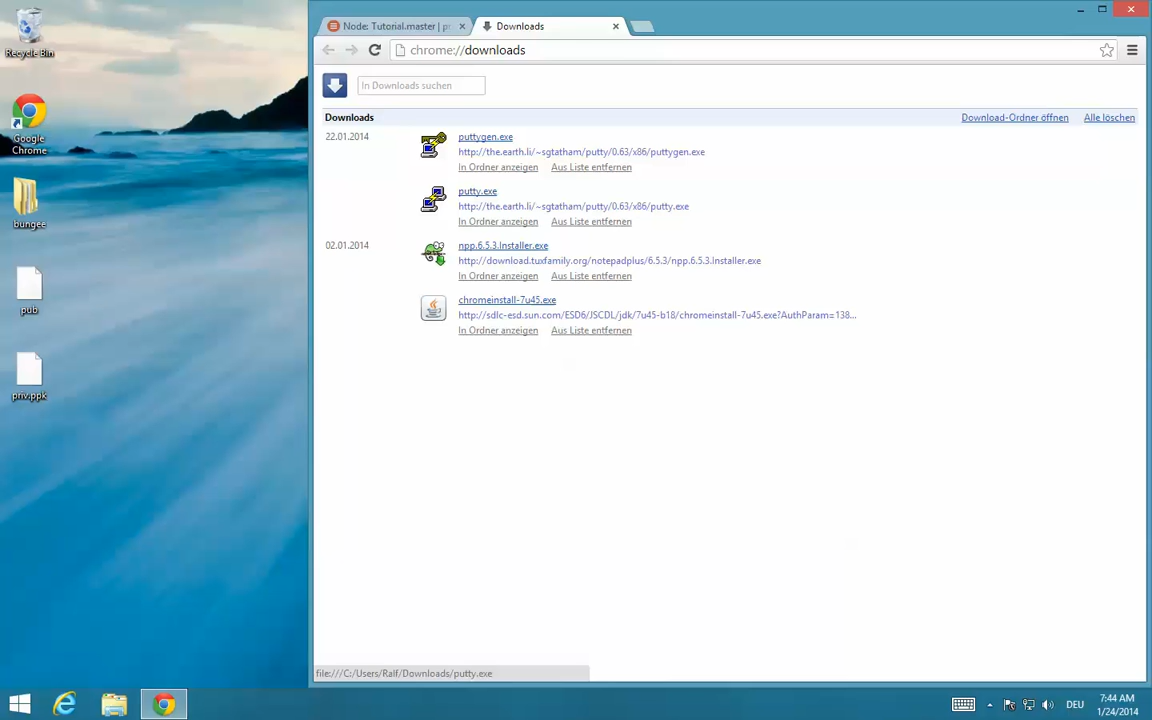 Recycle Bin
Google
Chrome
bungee
pub
priv.ppk
Node: Tutorial.master | p
Downloads
chrome://downloads
In Downloads suchen
Downloads
Download-Ordner öffnen
Alle löschen
22.01.2014
puttygen.exe
http://the.earth.li/~sgtatham/putty/0.63/x86/puttygen.exe
In Ordner anzeigen Aus Liste entfernen
putty.exe
http://the.earth.li/~sgtatham/putty/0.63/x86/putty.exe
In Ordner anzeigen Aus Liste entfernen
02.01.2014
npp.6.5.3.Installer.exe
http://download.tuxfamily.org/notepadplus/6.5.3/npp.6.5.3.Installer.exe
In Ordner anzeigen Aus Liste entfernen
chromeinstall-7u45.exe
http://sdlc-esd.sun.com/ESD6/JSCDL/jdk/7u45-b18/chromeinstall-7u45.exe?AuthParam=138...
In Ordner anzeigen Aus Liste entfernen
file:///C:/Users/Ralf/Downloads/putty.exe
DEU
7:44 AM
1/24/2014